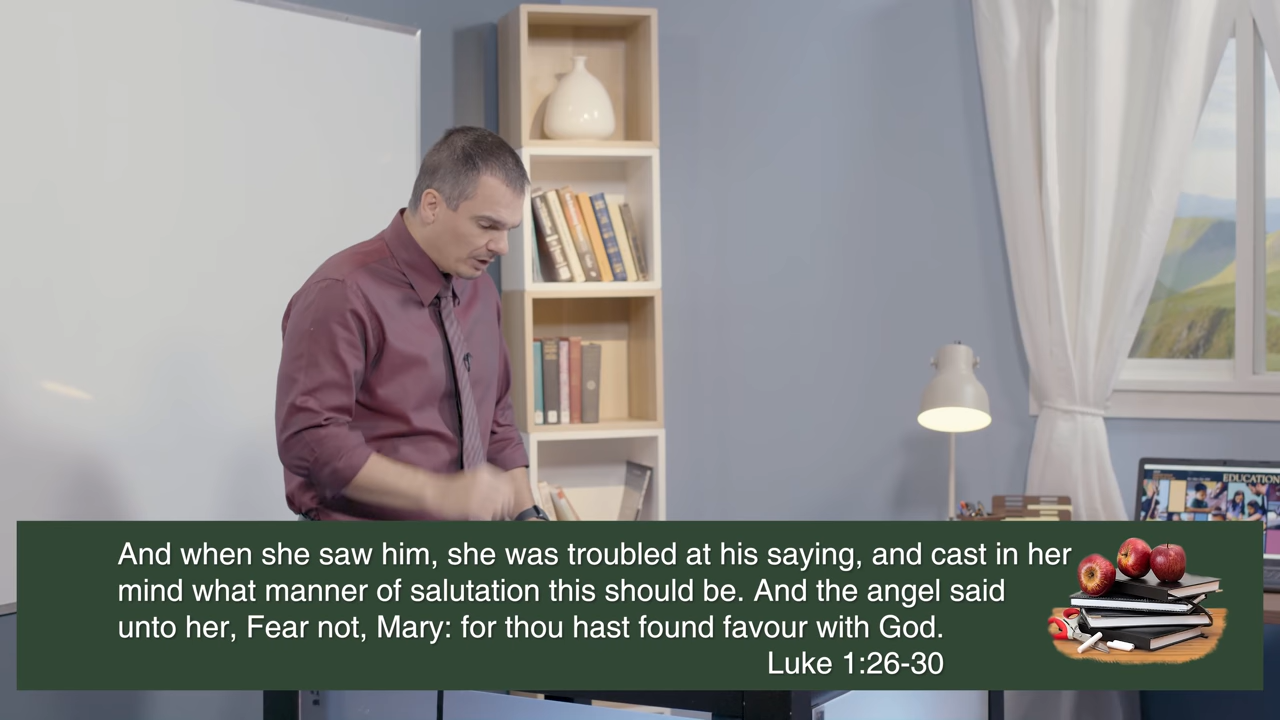 EDUCATION
And when she saw him, she was troubled at his saying, and cast in her
mind what manner of salutation this should be. And the angel said
unto her, Fear not, Mary: for thou hast found favour with God.
Luke 1:26-30